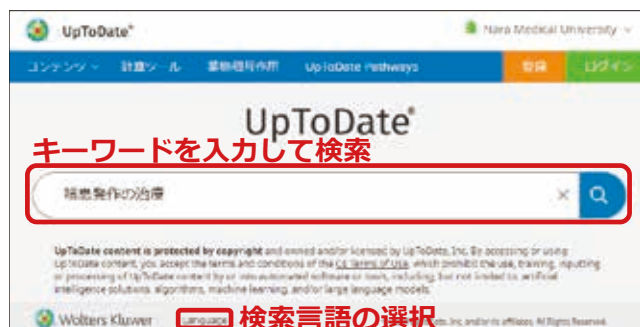 UpToDate®
Nara Medical University
コンテンツ
計算ツール
薬物相互作用
UpToDate Pathways
登録
ログイン
UpToDate®
キーワードを入力して検索
喘息発作の治療
UpToDate content is protected by copyright and owned and/or licensed by UpToDate, Inc. By accessing or using
UpToDate content, you accept the terms and conditions of the CL Terms of Use, which prohibit the use, training, inputting
or processing of UpToDate content by or into automated software or tools, including, but not limited to, artificial
intelligence solutions, algorithms, machine learning, and/or large language models.
Wolters Kluwer
Language
検索言語の選択
Inc. and/or its affiliates. All Rights Reserved.